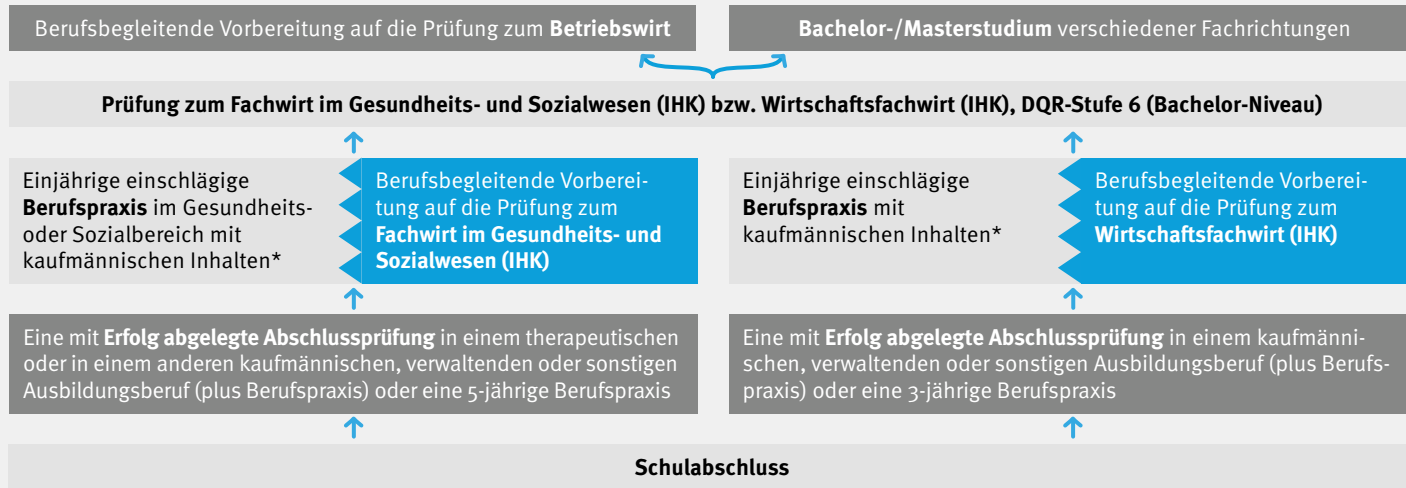 Berufsbegleitende Vorbereitung auf die Prüfung zum Betriebswirt
Bachelor-/Masterstudium verschiedener Fachrichtungen
Prüfung zum Fachwirt im Gesundheits- und Sozialwesen (IHK) bzw. Wirtschaftsfachwirt (IHK), DQR-Stufe 6 (Bachelor-Niveau)
Einjährige einschlägige
Berufspraxis im Gesundheits-
oder Sozialbereich mit
kaufmännischen Inhalten*
Berufsbegleitende Vorberei-
tung auf die Prüfung zum
Fachwirt im Gesundheits- und
Sozialwesen (IHK)
Einjährige einschlägige
Berufspraxis mit
kaufmännischen Inhalten*
Berufsbegleitende Vorberei-
tung auf die Prüfung zum
Wirtschaftsfachwirt (IHK)
Eine mit Erfolg abgelegte Abschlussprüfung in einem therapeutischen
oder in einem anderen kaufmännischen, verwaltenden oder sonstigen
Ausbildungsberuf (plus Berufspraxis) oder eine 5-jährige Berufspraxis
Eine mit Erfolg abgelegte Abschlussprüfung in einem kaufmänni-
schen, verwaltenden oder sonstigen Ausbildungsberuf (plus Berufs-
praxis) oder eine 3-jährige Berufspraxis
Schulabschluss